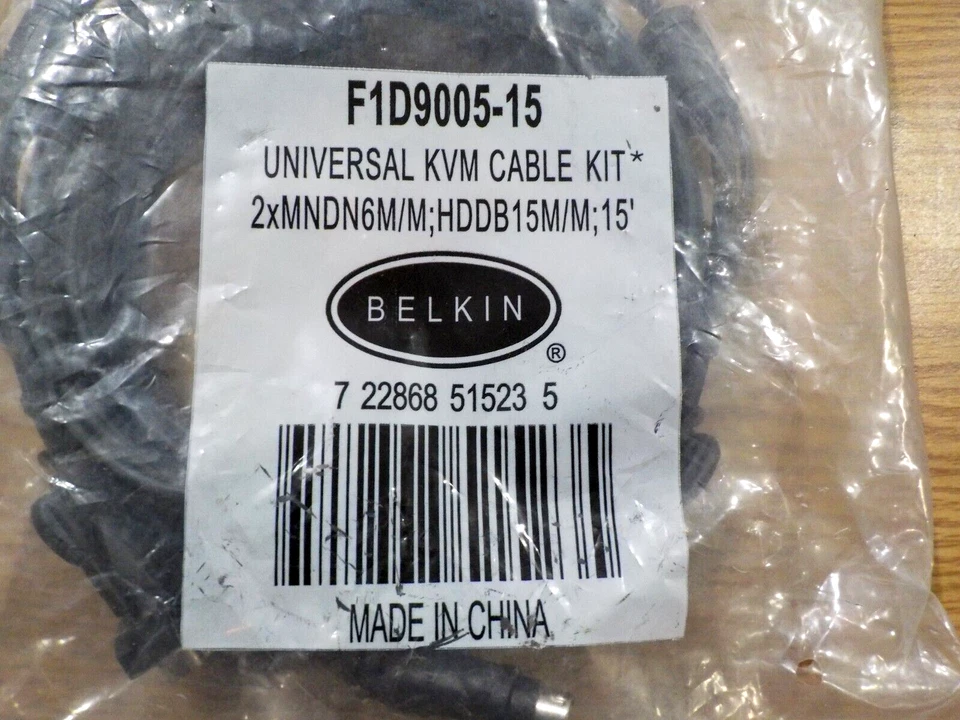 F1D9005-15
UNIVERSAL KVM CABLE KIT*
2xMNDN6M/M;HDDB15M/M;15'
BELKIN
®
7 22868 51523 5
MADE IN CHINA